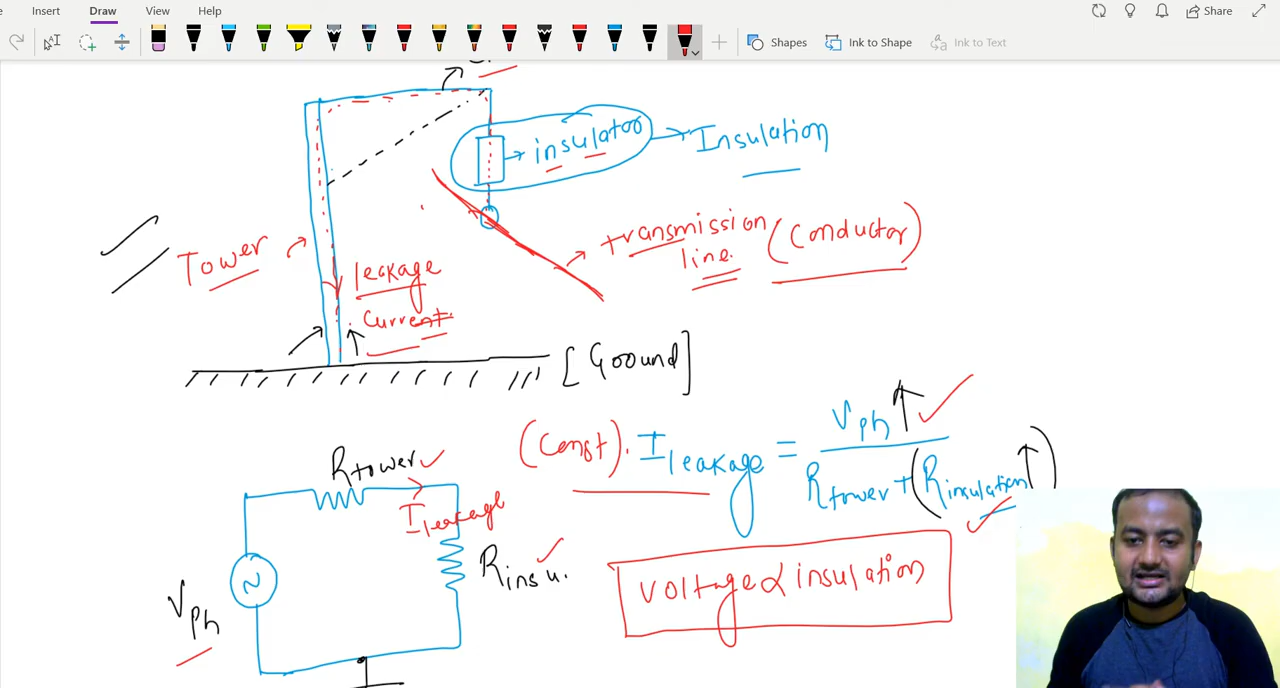 Insert Draw View Help
Share
Shapes Ink to Shape Ink to Text
insulator Insulation
transmission line. (Conductor)
Tower
leakage
Current
[Ground]
Rtower
(Const). Ileakage = Vph / Rtower + (Rinsulation)
Ileakage
Rinsu.
Voltage ∝ insulation
Vph